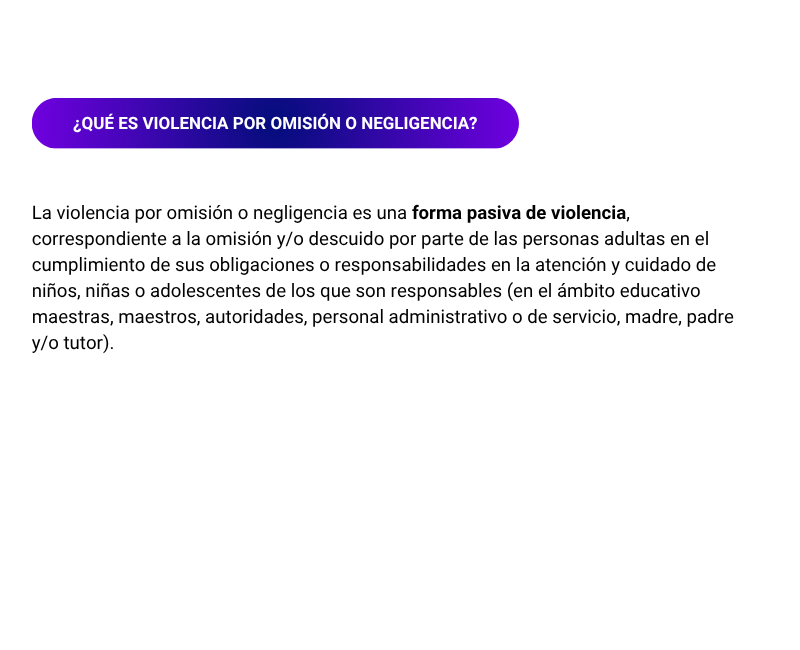 ¿QUÉ ES VIOLENCIA POR OMISIÓN O NEGLIGENCIA?
La violencia por omisión o negligencia es una forma pasiva de violencia,
correspondiente a la omisión y/o descuido por parte de las personas adultas en el
cumplimiento de sus obligaciones o responsabilidades en la atención y cuidado de
niños, niñas o adolescentes de los que son responsables (en el ámbito educativo
maestras, maestros, autoridades, personal administrativo o de servicio, madre, padre
y/o tutor).